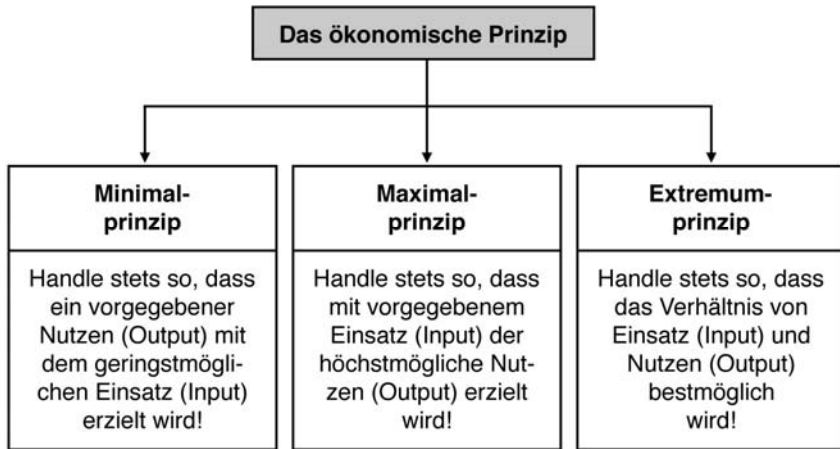 Das ökonomische Prinzip
Minimal-
prinzip
Handle stets so, dass
ein vorgegebener
Nutzen (Output) mit
dem geringstmögli-
chen Einsatz (Input)
erzielt wird!
Maximal-
prinzip
Handle stets so, dass
mit vorgegebenem
Einsatz (Input) der
höchstmögliche Nut-
zen (Output) erzielt
wird!
Extremum-
prinzip
Handle stets so, dass
das Verhältnis von
Einsatz (Input) und
Nutzen (Output)
bestmöglich
wird!